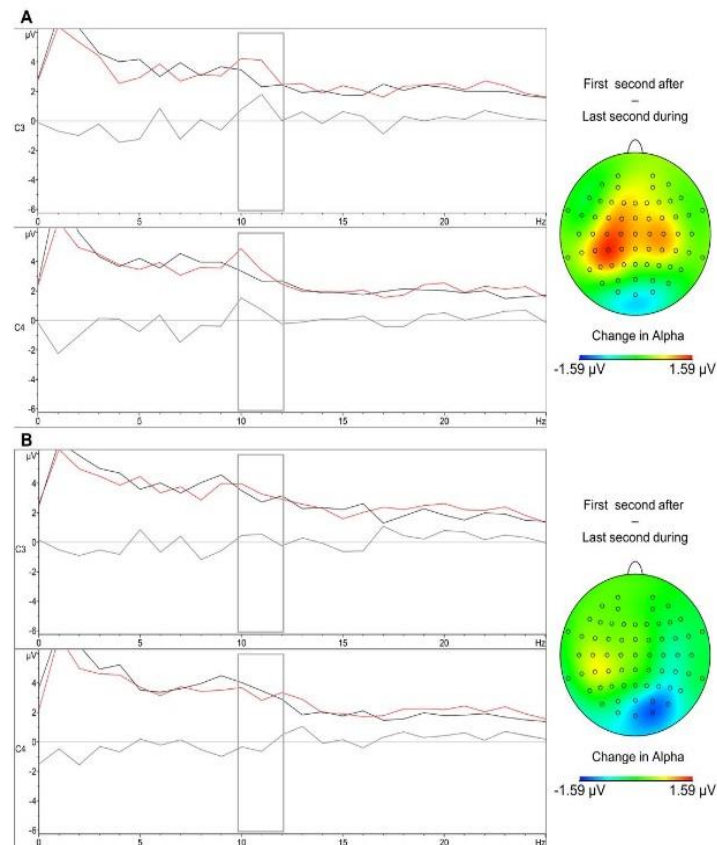 A
µV
4
2
0
C3
-2
-4
-6
0
5
10
15
20
Hz
First second after
–
Last second during
Change in Alpha
-1.59 µV
1.59 µV
µV
4
2
0
C4
-2
-4
-6
0
5
10
15
20
Hz
B
µV
4
2
0
C3
-2
-4
-6
0
5
10
15
20
Hz
First second after
–
Last second during
Change in Alpha
-1.59 µV
1.59 µV
µV
4
2
0
C4
-2
-4
-6
0
5
10
15
20
Hz